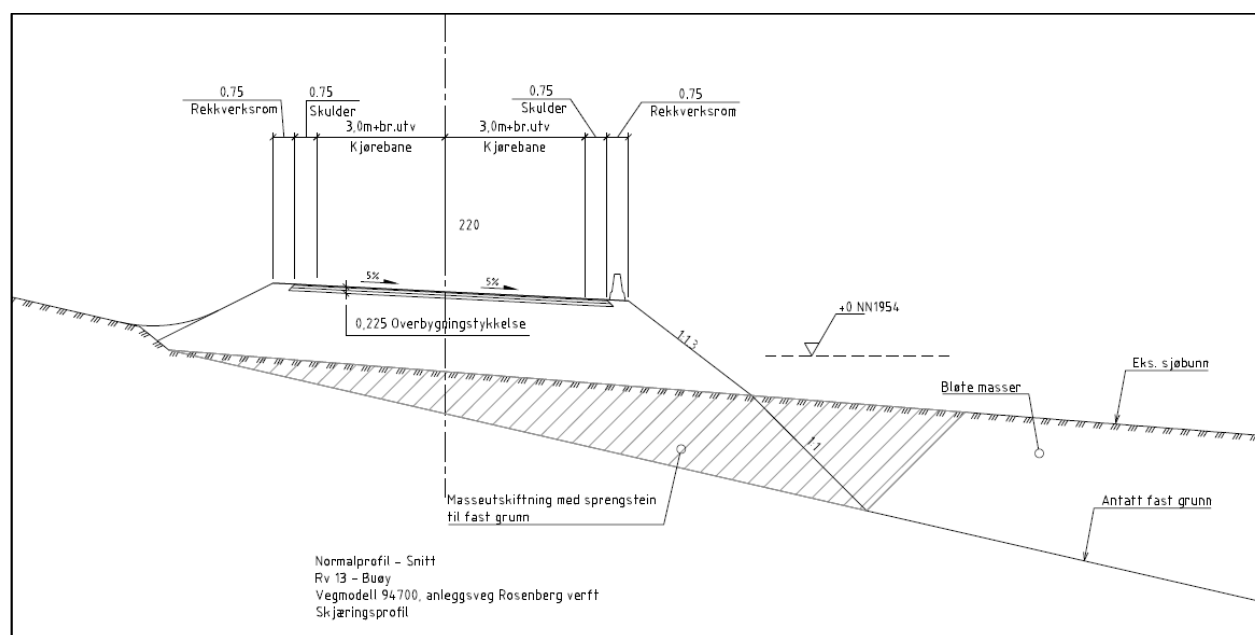 0.75
Rekkverksrom
0.75
Skulder
3,0m+br.utv
Kjørebane
3,0m+br.utv
Kjørebane
0.75
Skulder
0.75
Rekkverksrom
220
5%
5%
0,225 Overbygningstykkelse
1:1.3
+0 NN1954
Eks. sjøbunn
Bløte masser
1:1
Masseutskiftning med sprengstein
til fast grunn
Antatt fast grunn
Normalprofil - Snitt
Rv 13 - Buøy
Vegmodell 94700, anleggsveg Rosenberg verft
Skjæringsprofil